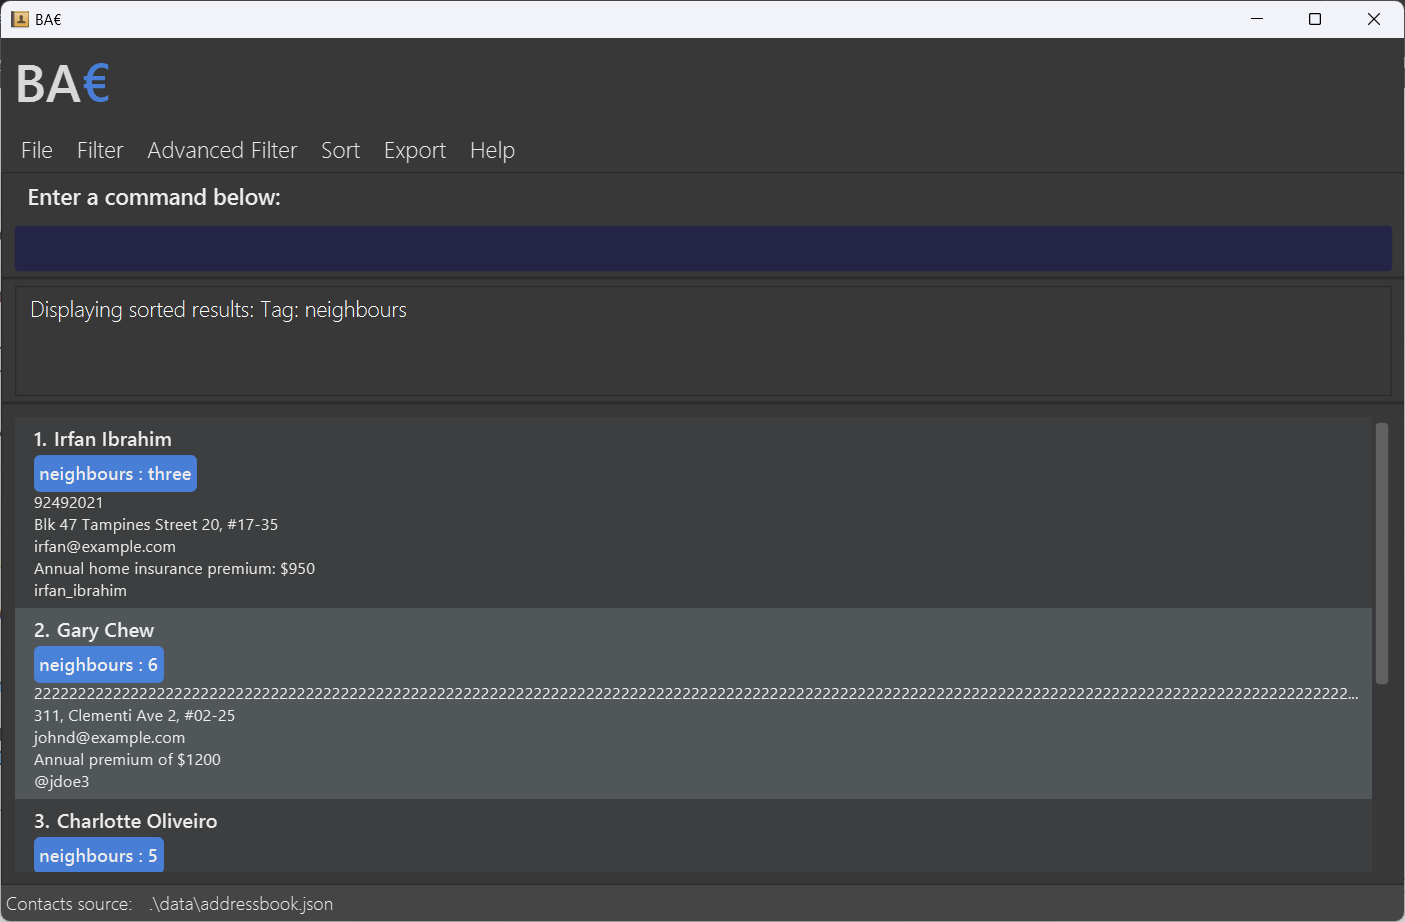 BA€
BA€
File Filter Advanced Filter Sort Export Help
Enter a command below:
Displaying sorted results: Tag: neighbours
1. Irfan Ibrahim
neighbours : three
92492021
Blk 47 Tampines Street 20, #17-35
irfan@example.com
Annual home insurance premium: $950
irfan_ibrahim
2. Gary Chew
neighbours : 6
22222222222222222222222222222222222222222222222222222222222222222222222222222222222222222222222222222222222222222222222222222222222222222222222222222...
311, Clementi Ave 2, #02-25
johnd@example.com
Annual premium of $1200
@jdoe3
3. Charlotte Oliveiro
neighbours : 5
Contacts source: .\data\addressbook.json